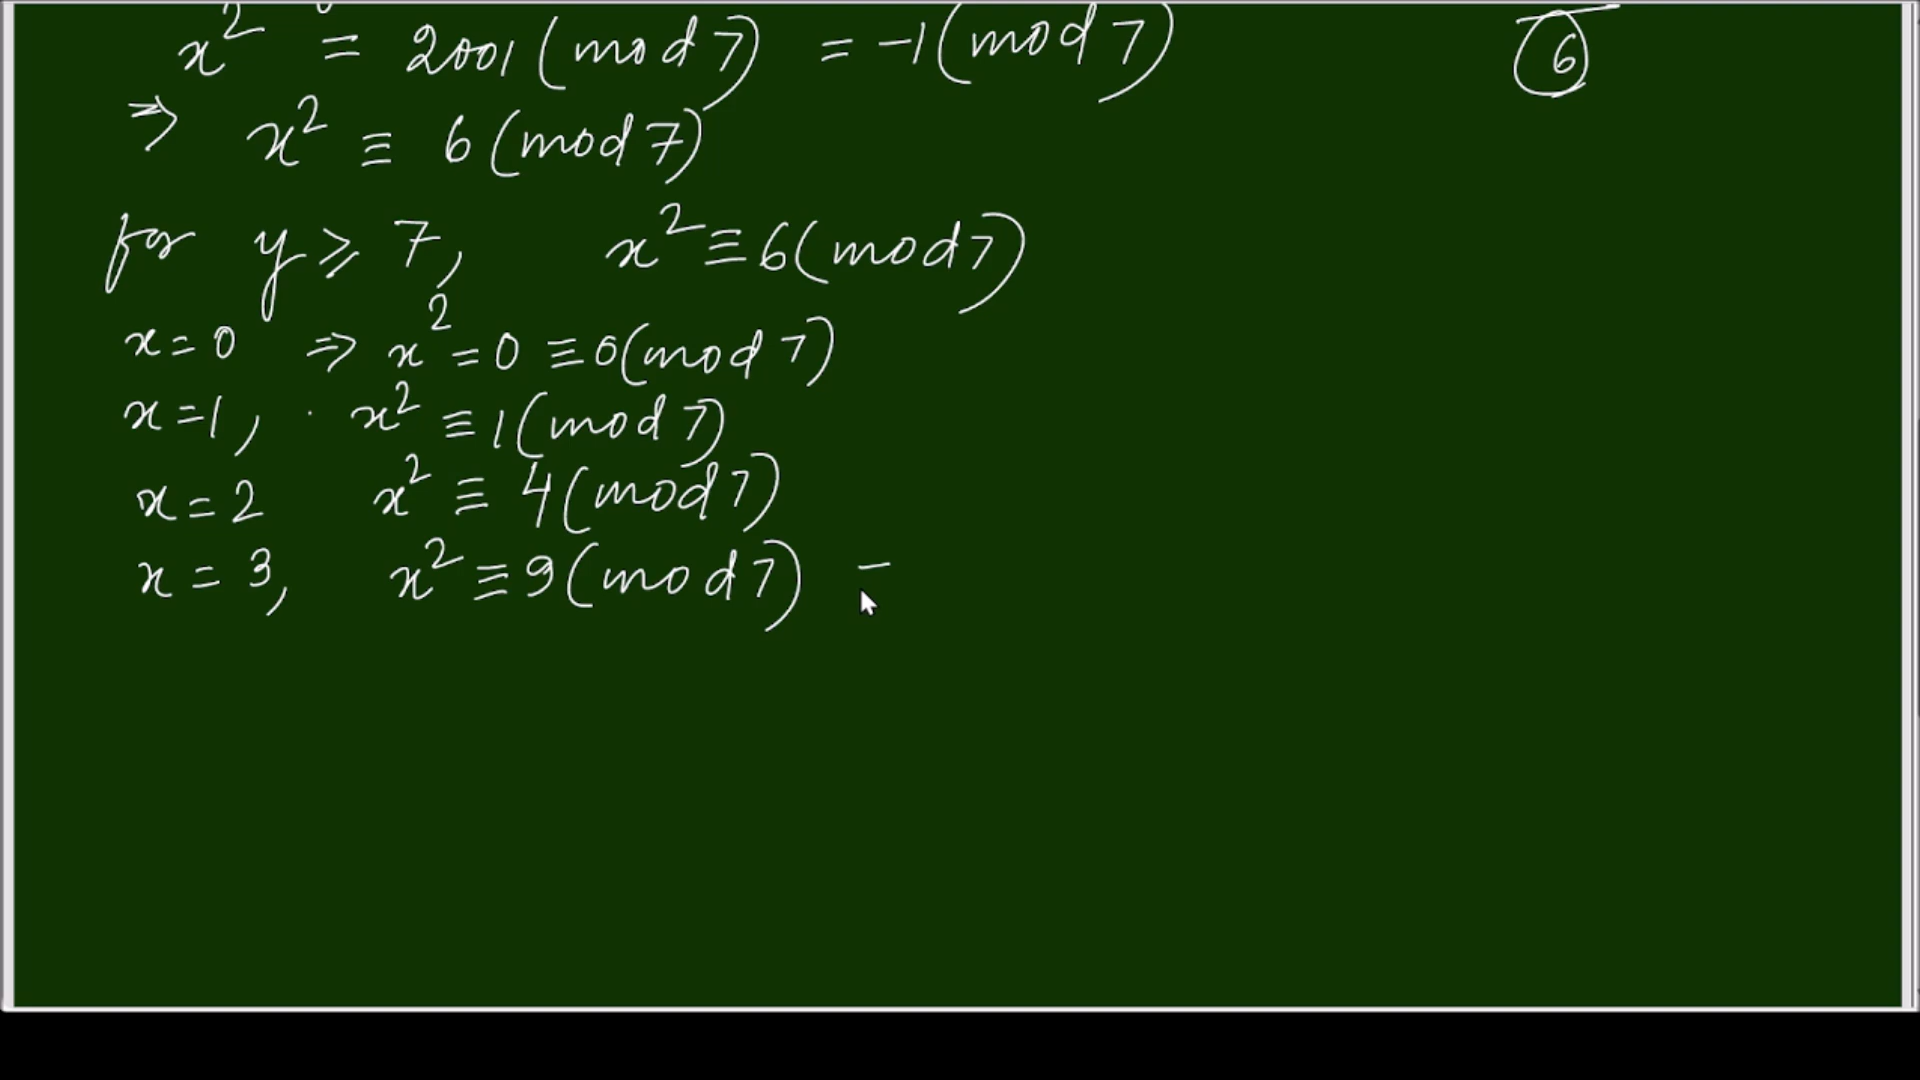 x² = 2001 (mod 7) = -1 (mod 7)
6
⇒ x² ≡ 6 (mod 7)
for y ⩾ 7, x² ≡ 6 (mod 7)
x = 0 ⇒ x² = 0 ≡ 0 (mod 7)
x = 1, x² ≡ 1 (mod 7)
x = 2 x² ≡ 4 (mod 7)
x = 3, x² ≡ 9 (mod 7) −